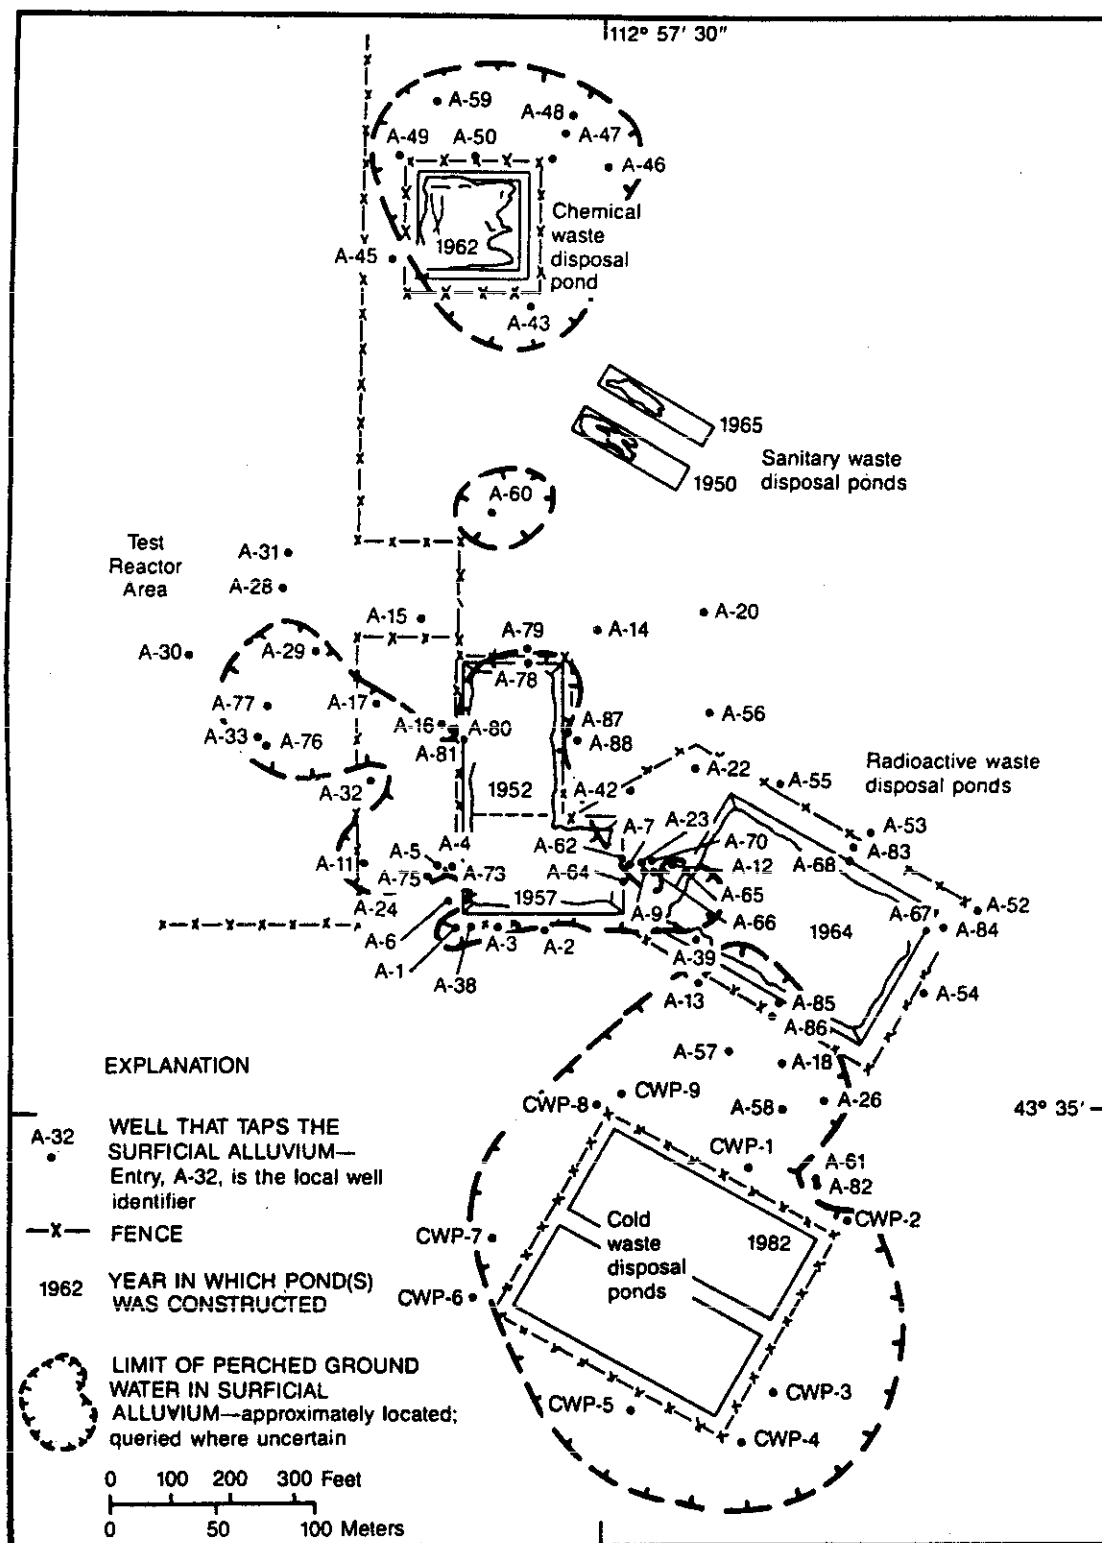 112° 57' 30"
A-59
A-48
A-47
A-49
A-50
A-46
Chemical
waste
disposal
pond
1962
A-45
A-43
1965
1950
Sanitary waste
disposal ponds
A-60
Test
Reactor
Area
A-31
A-28
A-15
A-20
A-79
A-14
A-30
A-29
A-78
A-77
A-17
A-56
A-16
A-80
A-87
A-33
A-76
A-81
A-88
Radioactive waste
disposal ponds
A-22
A-55
A-32
1952
A-42
A-7
A-23
A-53
A-62
A-70
A-83
A-5
A-4
A-11
A-75
A-73
A-64
A-12
A-68
A-65
A-24
1957
A-9
A-66
A-67
A-52
A-6
A-3
A-2
1964
A-84
A-1
A-38
A-39
A-13
A-85
A-54
A-86
A-57
A-18
CWP-9
CWP-8
A-58
A-26
43° 35'
CWP-1
A-61
A-82
CWP-2
CWP-7
Cold
waste
disposal
ponds
1982
CWP-6
CWP-3
CWP-5
CWP-4
EXPLANATION
A-32
WELL THAT TAPS THE
SURFICIAL ALLUVIUM—
Entry, A-32, is the local well
identifier
—X— FENCE
1962
YEAR IN WHICH POND(S)
WAS CONSTRUCTED
LIMIT OF PERCHED GROUND
WATER IN SURFICIAL
ALLUVIUM—approximately located;
queried where uncertain
0 100 200 300 Feet
0 50 100 Meters